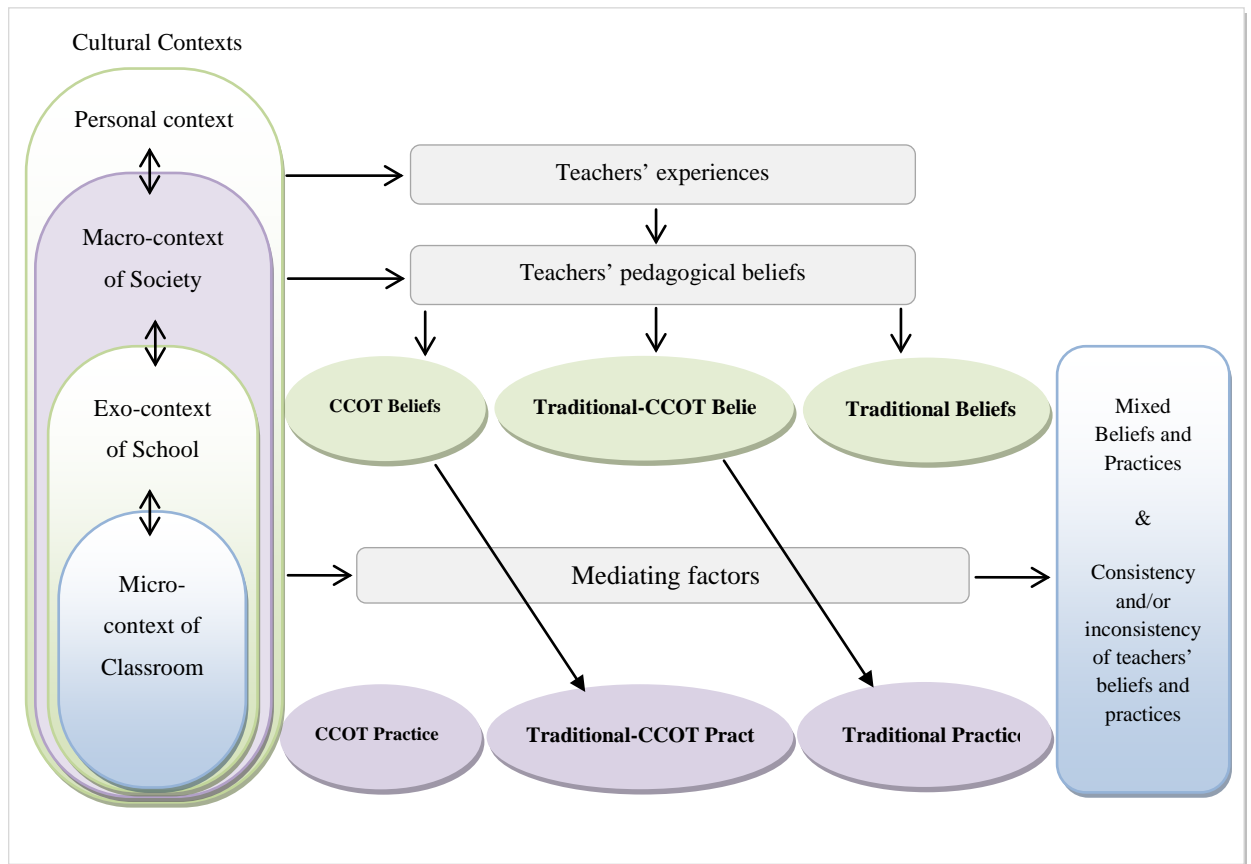 Cultural Contexts
Personal context
Macro-context
of Society
Exo-context
of School
Micro-
context of
Classroom
Teachers’ experiences
Teachers’ pedagogical beliefs
CCOT Beliefs
Traditional-CCOT Belie
Traditional Beliefs
Mediating factors
CCOT Practice
Traditional-CCOT Pract
Traditional Practic
Mixed
Beliefs and
Practices
&
Consistency
and/or
inconsistency
of teachers’
beliefs and
practices